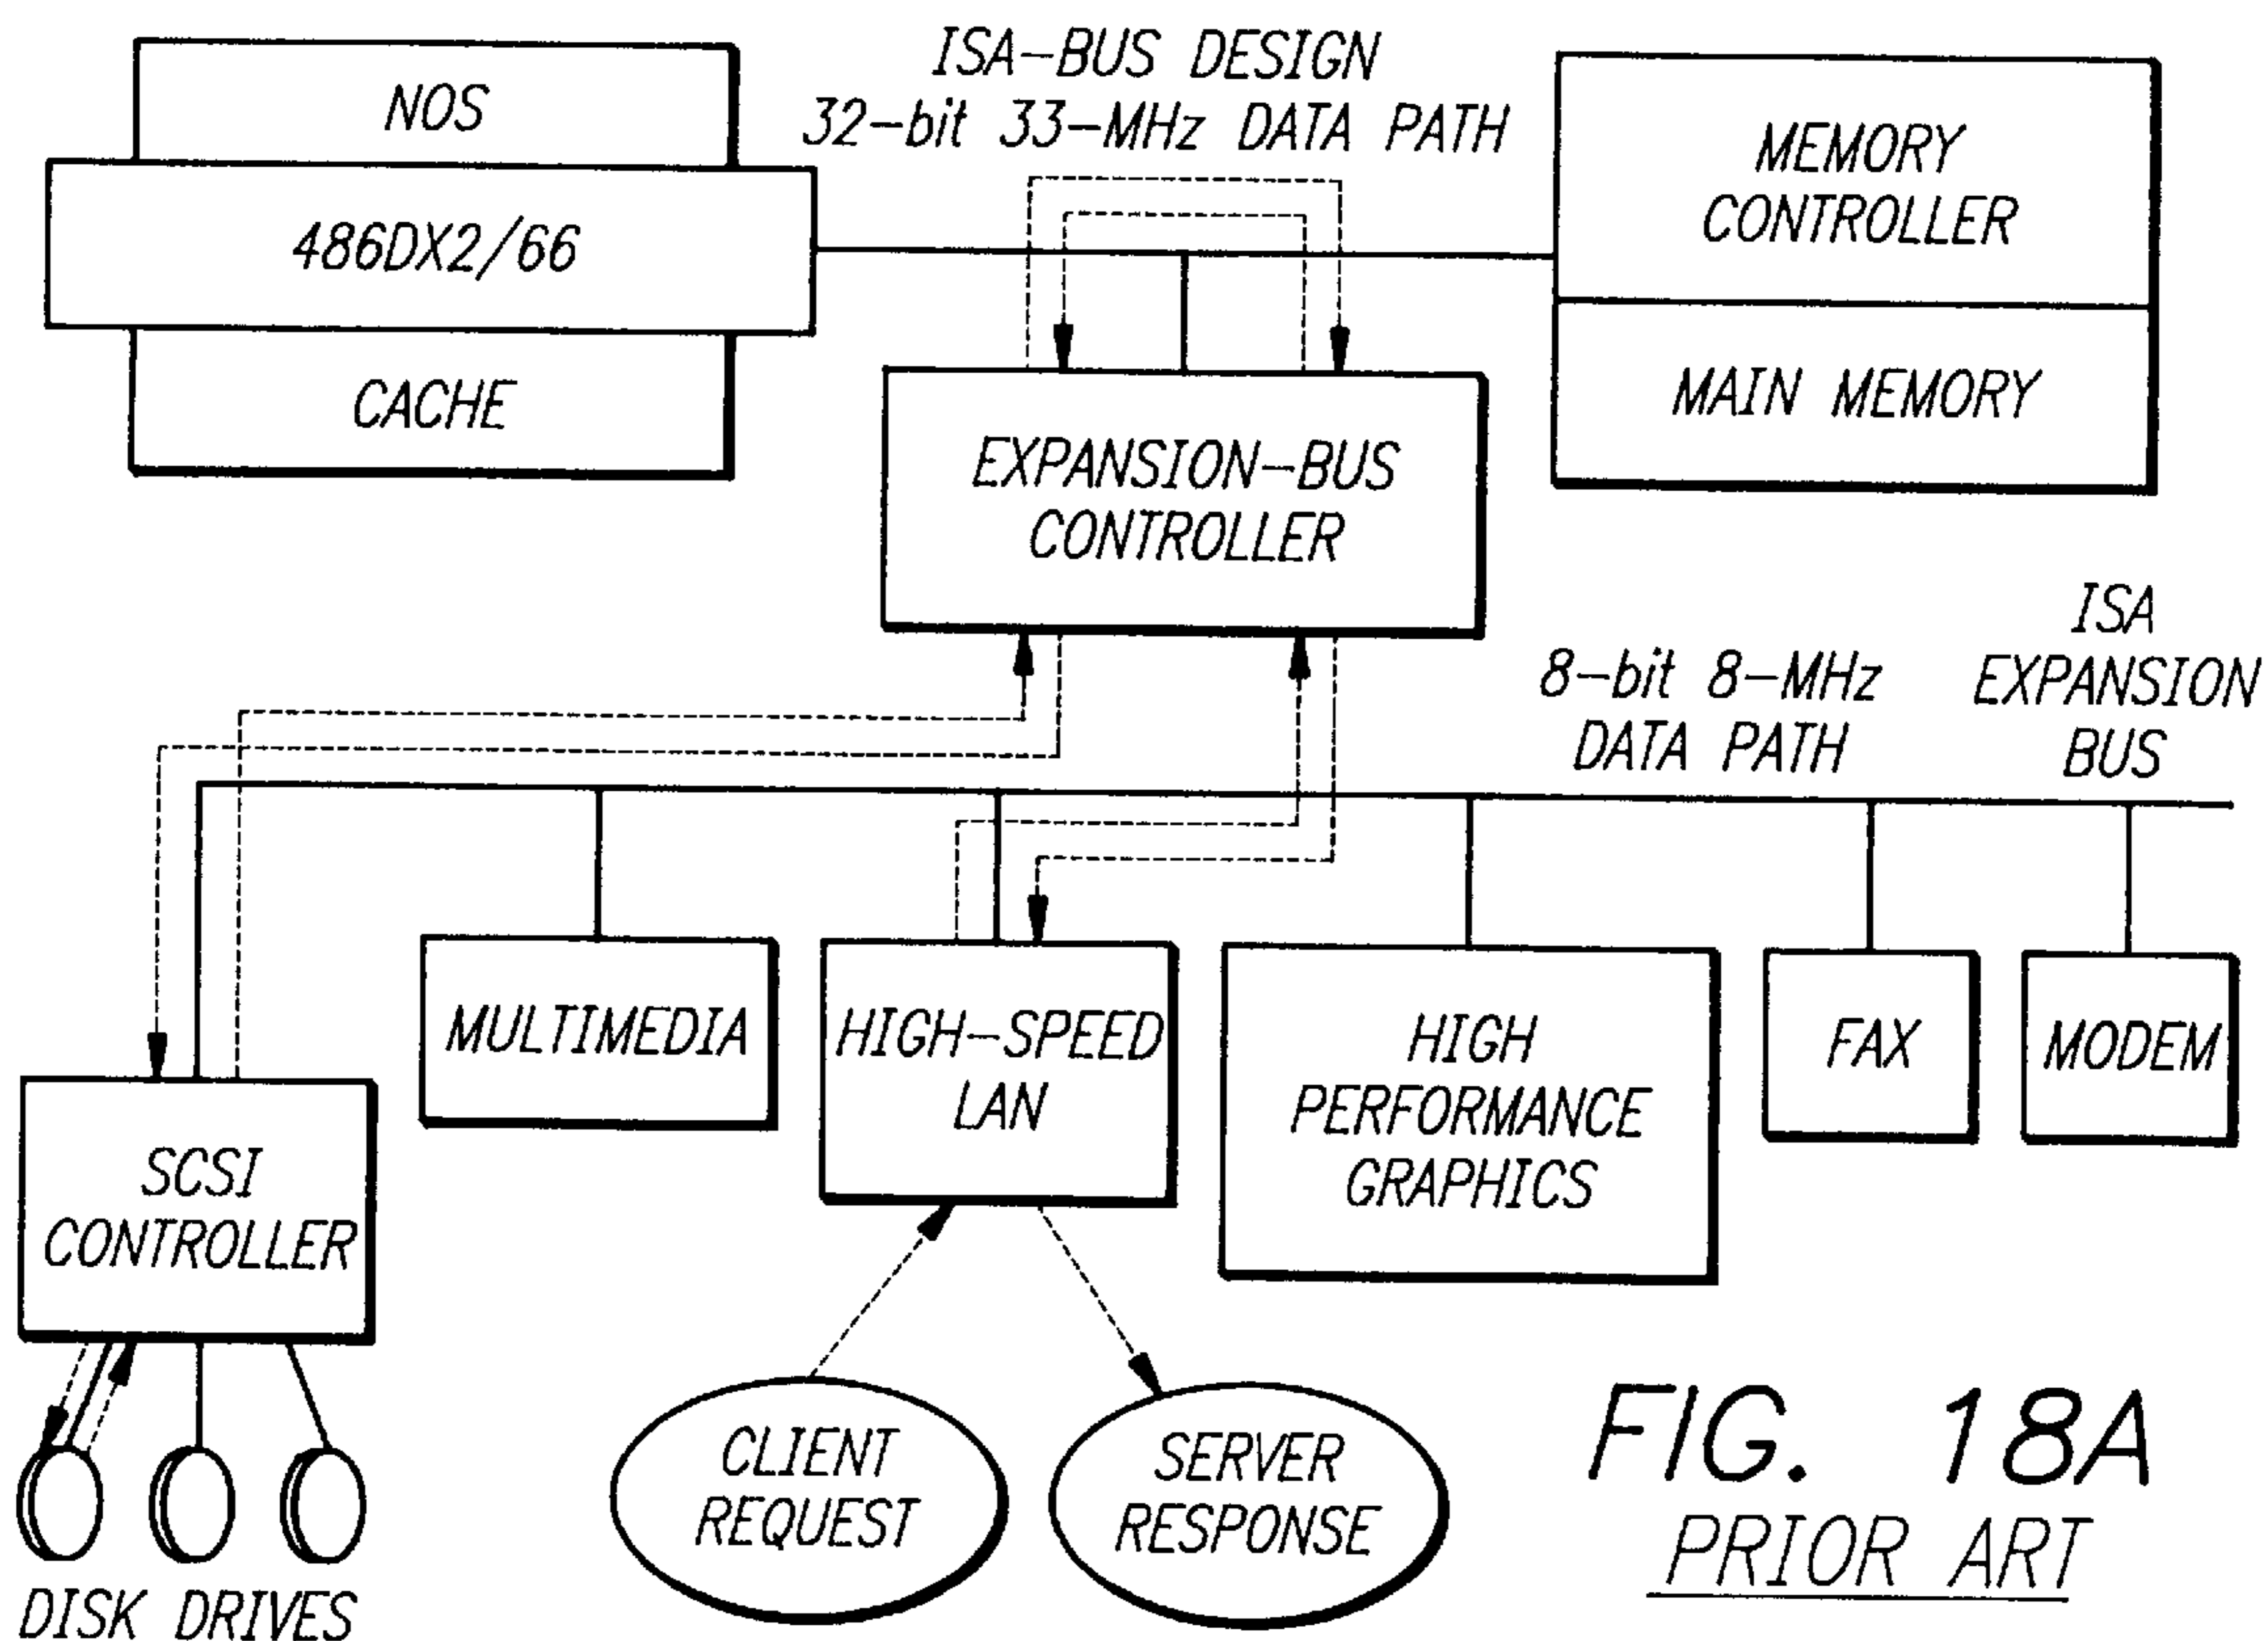 NOS
486DX2/66
CACHE
ISA-BUS DESIGN
32-bit 33-MHz DATA PATH
MEMORY
CONTROLLER
MAIN MEMORY
EXPANSION-BUS
CONTROLLER
8-bit 8-MHz
DATA PATH
ISA
EXPANSION
BUS
SCSI
CONTROLLER
MULTIMEDIA
HIGH-SPEED
LAN
HIGH
PERFORMANCE
GRAPHICS
FAX
MODEM
DISK DRIVES
CLIENT
REQUEST
SERVER
RESPONSE
FIG. 18A
PRIOR ART